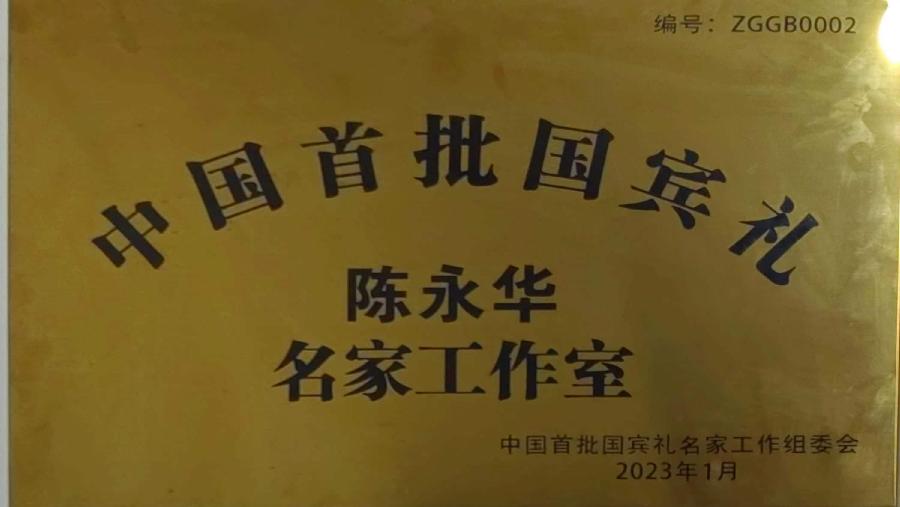 编号：ZGGB0002
中国首批国宾礼
陈永华
名家工作室
中国首批国宾礼名家工作组委会
2023年1月